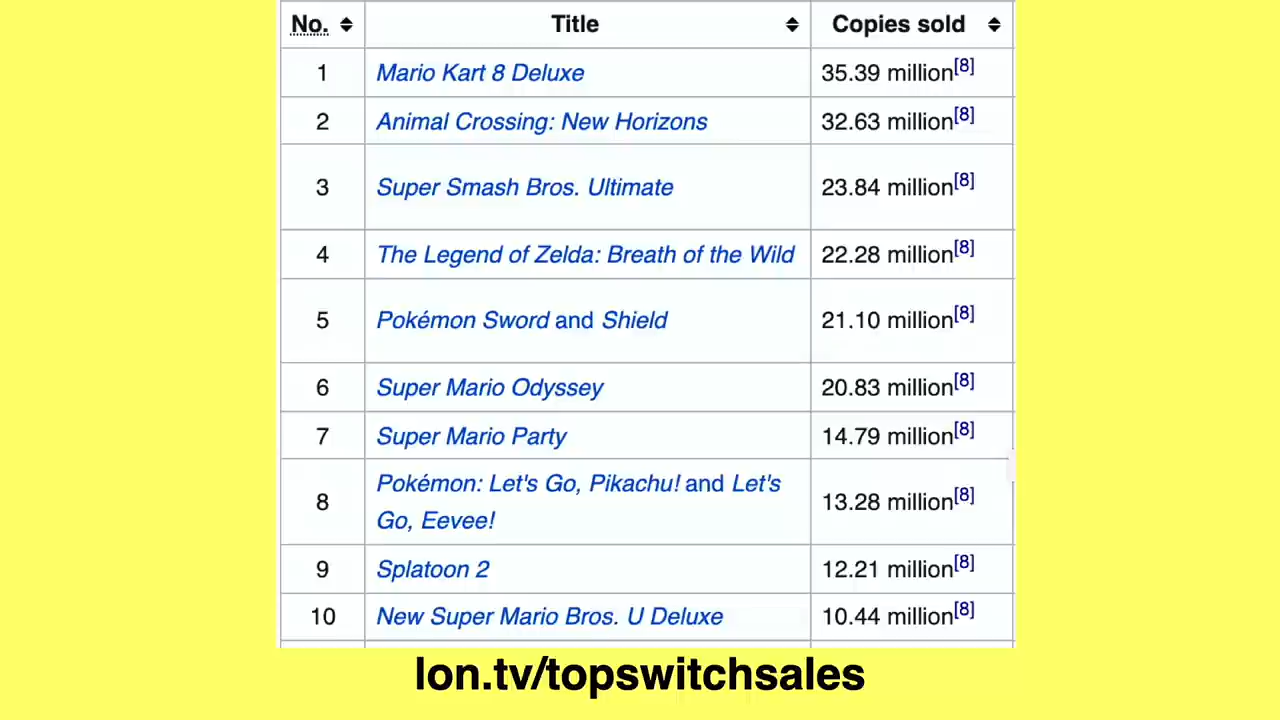 No. Title Copies sold
1 Mario Kart 8 Deluxe 35.39 million[8]
2 Animal Crossing: New Horizons 32.63 million[8]
3 Super Smash Bros. Ultimate 23.84 million[8]
4 The Legend of Zelda: Breath of the Wild 22.28 million[8]
5 Pokémon Sword and Shield 21.10 million[8]
6 Super Mario Odyssey 20.83 million[8]
7 Super Mario Party 14.79 million[8]
8 Pokémon: Let's Go, Pikachu! and Let's
Go, Eevee! 13.28 million[8]
9 Splatoon 2 12.21 million[8]
10 New Super Mario Bros. U Deluxe 10.44 million[8]
lon.tv/topswitchsales